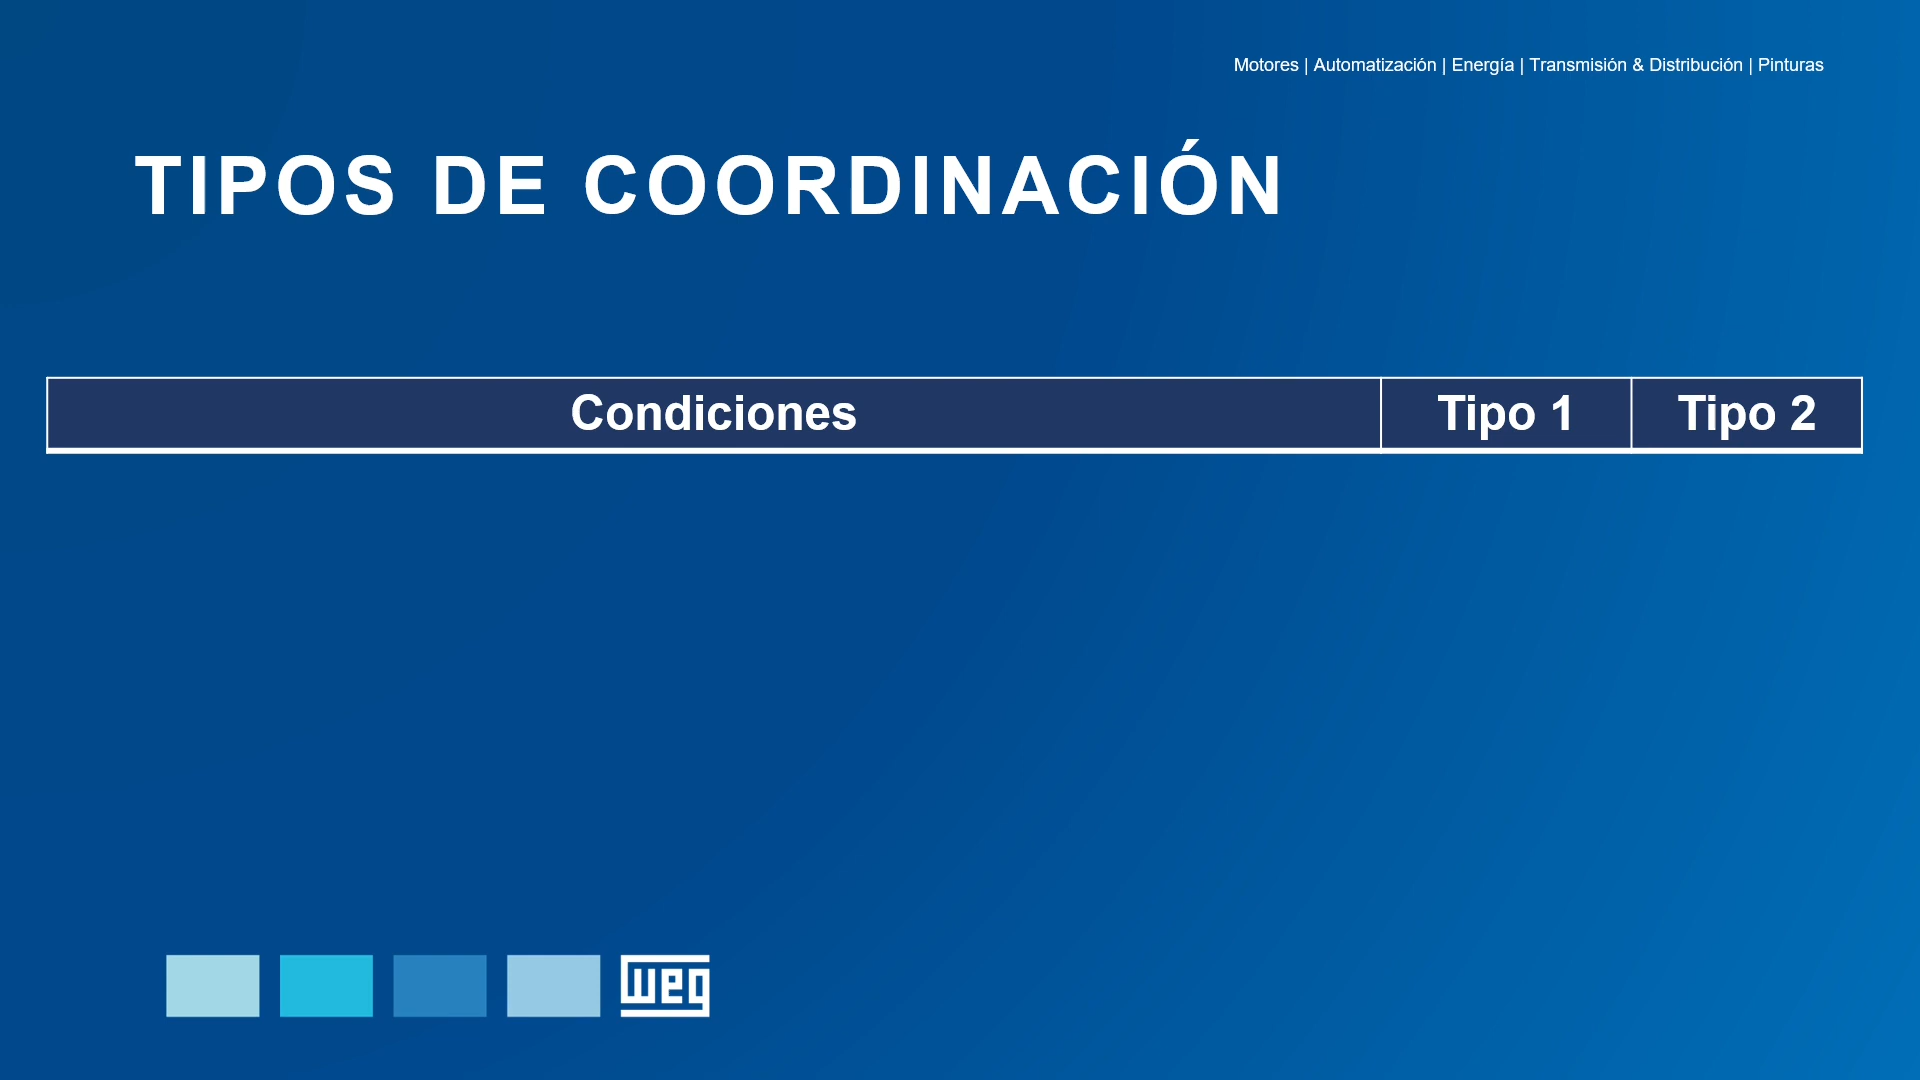 Motores | Automatización | Energía | Transmisión & Distribución | Pinturas
TIPOS DE COORDINACIÓN
Condiciones Tipo 1 Tipo 2
weg